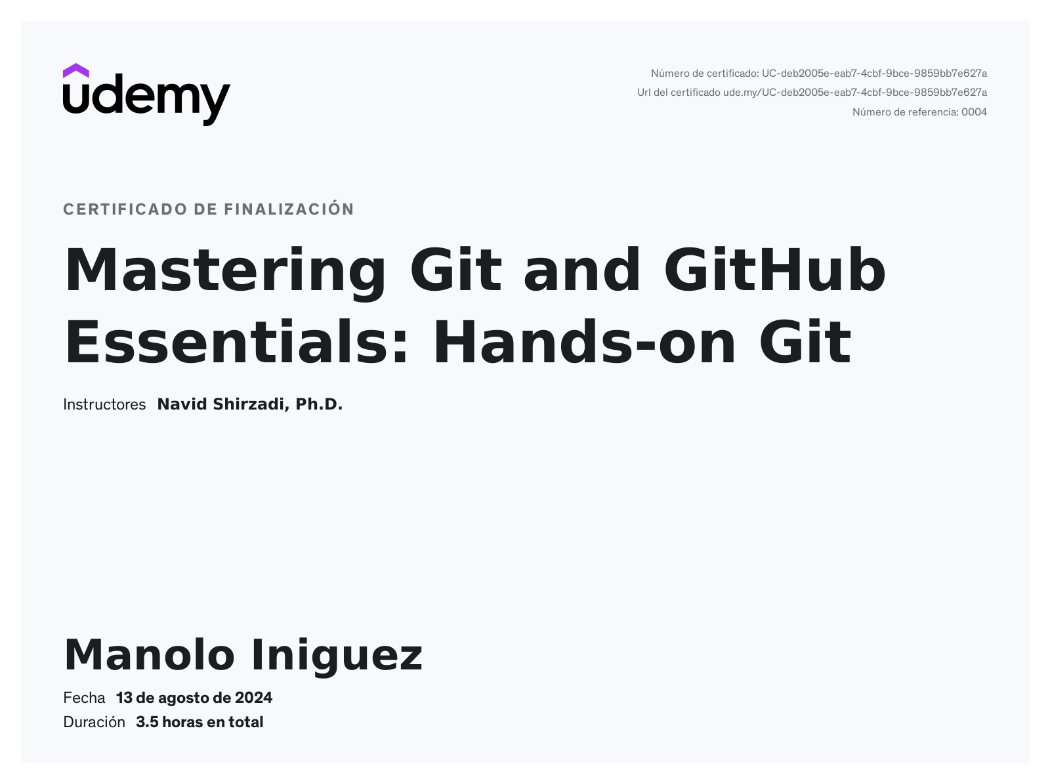 udemy
Número de certificado: UC-deb2005e-eab7-4cbf-9bce-9859bb7e627a
Url del certificado ude.my/UC-deb2005e-eab7-4cbf-9bce-9859bb7e627a
Número de referencia: 0004
CERTIFICADO DE FINALIZACIÓN
Mastering Git and GitHub
Essentials: Hands-on Git
Instructores Navid Shirzadi, Ph.D.
Manolo Iniguez
Fecha 13 de agosto de 2024
Duración 3.5 horas en total